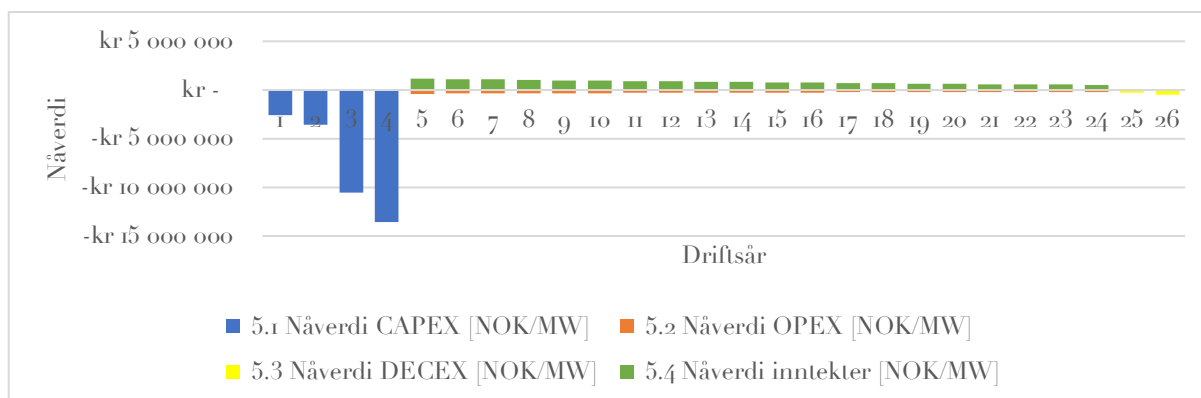 kr 5 000 000
kr -
-kr 5 000 000
-kr 10 000 000
-kr 15 000 000
Nåverdi
1 2 3 4 5 6 7 8 9 10 11 12 13 14 15 16 17 18 19 20 21 22 23 24 25 26
Driftsår
5.1 Nåverdi CAPEX [NOK/MW] 5.2 Nåverdi OPEX [NOK/MW]
5.3 Nåverdi DECEX [NOK/MW] 5.4 Nåverdi inntekter [NOK/MW]